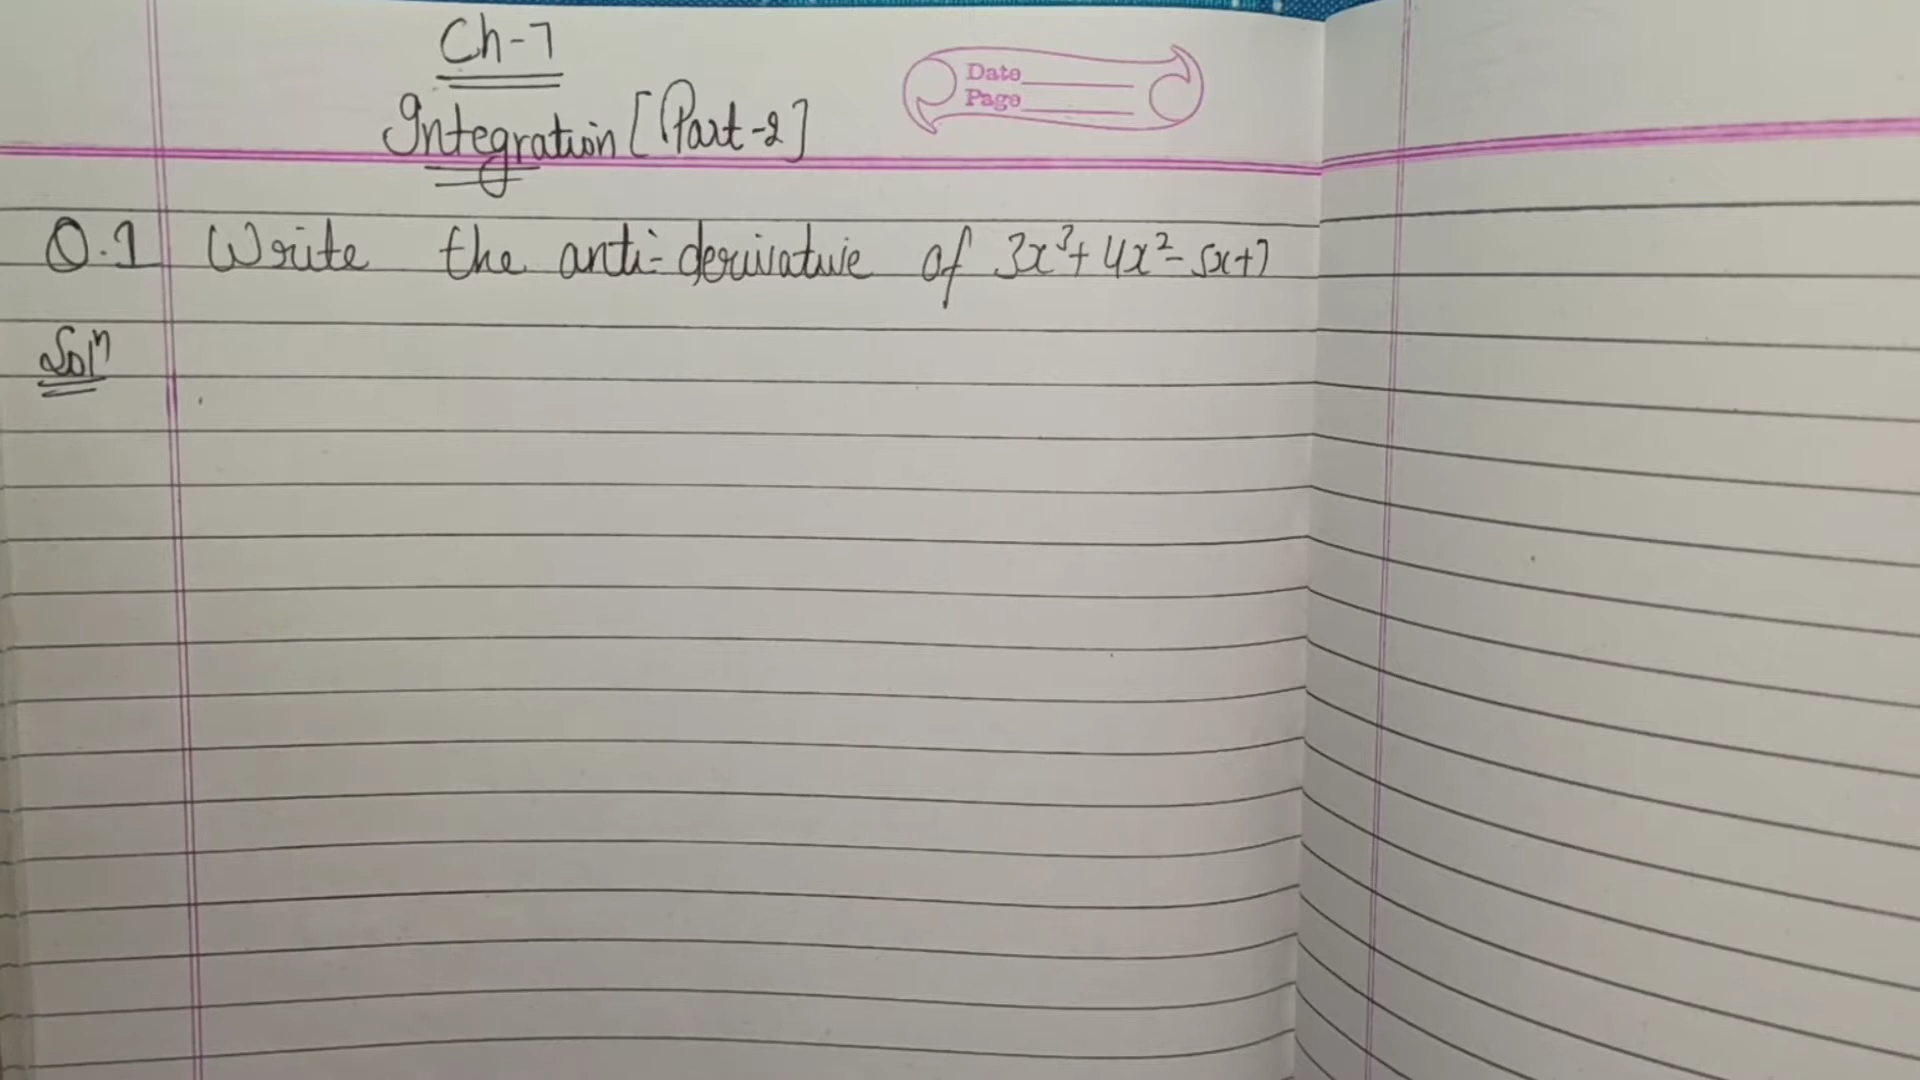 Ch-7
Integration [Part-2]
Date
Page
Q.1 Write the anti-derivative of 3x³+ 4x²- 5x+7
Solⁿ